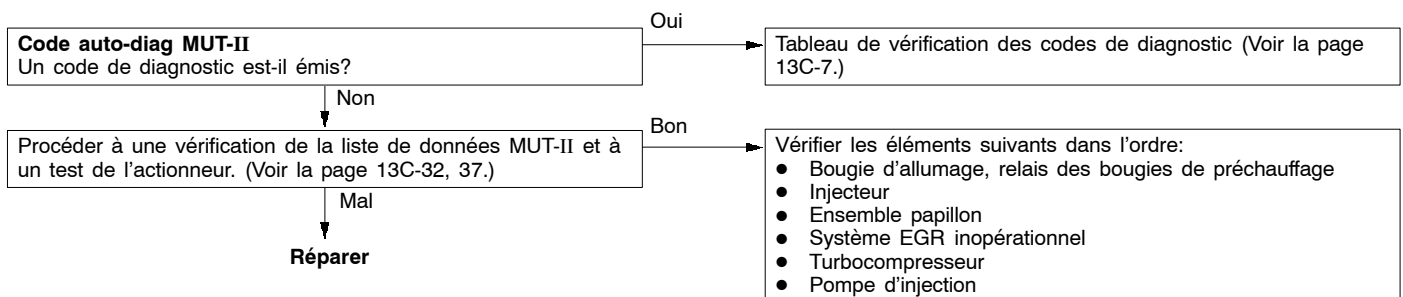 Oui
Code auto-diag MUT-II
Un code de diagnostic est-il émis?
Tableau de vérification des codes de diagnostic (Voir la page
13C-7.)
Non
Procéder à une vérification de la liste de données MUT-II et à
un test de l'actionneur. (Voir la page 13C-32, 37.)
Bon
Vérifier les éléments suivants dans l'ordre:
● Bougie d'allumage, relais des bougies de préchauffage
● Injecteur
● Ensemble papillon
● Système EGR inopérationnel
● Turbocompresseur
● Pompe d'injection
Mal
Réparer